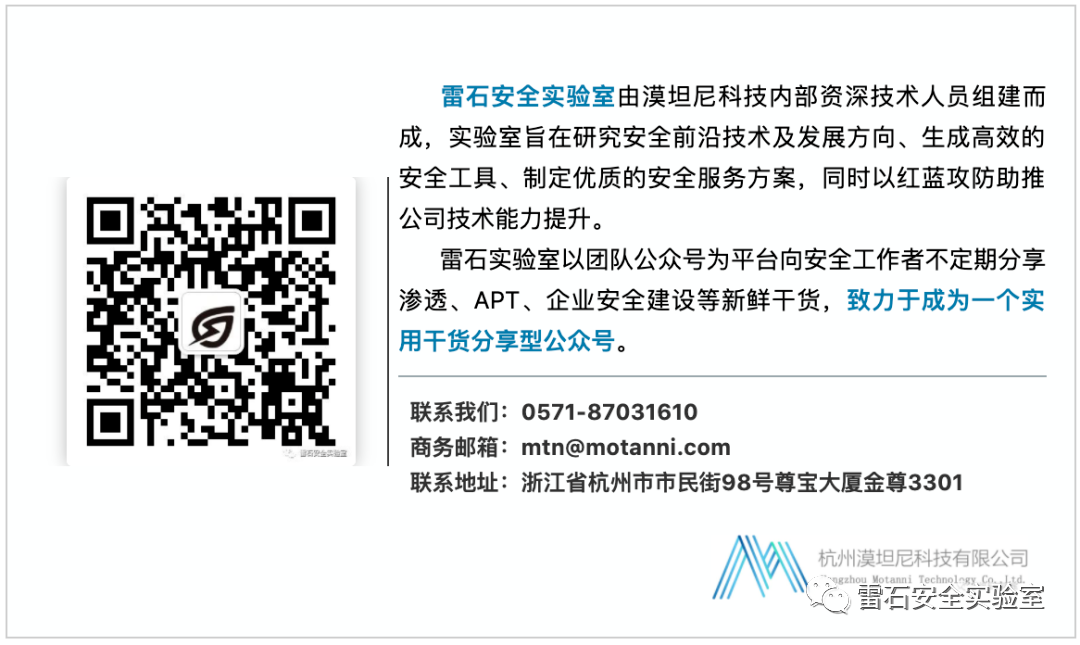 雷石安全实验室由漠坦尼科技内部资深技术人员组建而
成，实验室旨在研究安全前沿技术及发展方向、生成高效的
安全工具、制定优质的安全服务方案，同时以红蓝攻防助推
公司技术能力提升。
雷石实验室以团队公众号为平台向安全工作者不定期分享
渗透、APT、企业安全建设等新鲜干货，致力于成为一个实
用干货分享型公众号。
雷石安全实验室
联系我们：0571-87031610
商务邮箱：mtn@motanni.com
联系地址：浙江省杭州市市民街98号尊宝大厦金尊3301
杭州漠坦尼科技有限公司
Motanni Technology Co.,Ltd.
雷石安全实验室